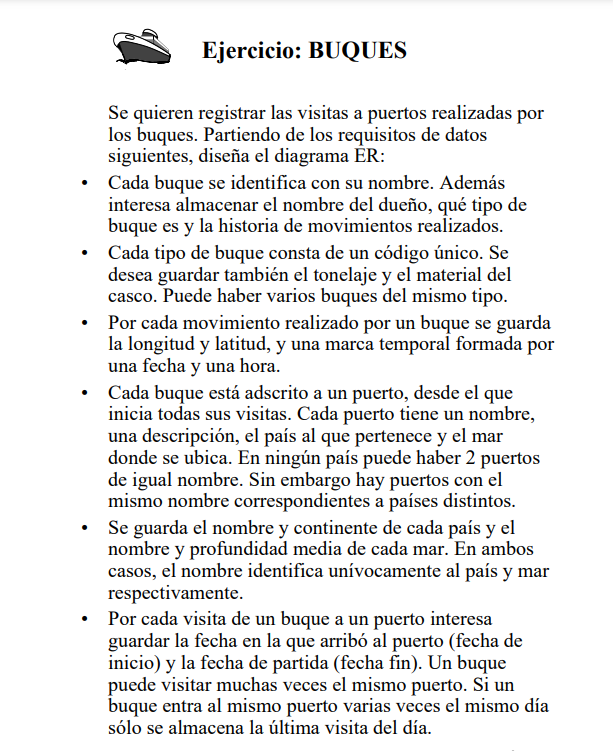 Ejercicio: BUQUES
Se quieren registrar las visitas a puertos realizadas por
los buques. Partiendo de los requisitos de datos
siguientes, diseña el diagrama ER:
• Cada buque se identifica con su nombre. Además
interesa almacenar el nombre del dueño, qué tipo de
buque es y la historia de movimientos realizados.
• Cada tipo de buque consta de un código único. Se
desea guardar también el tonelaje y el material del
casco. Puede haber varios buques del mismo tipo.
• Por cada movimiento realizado por un buque se guarda
la longitud y latitud, y una marca temporal formada por
una fecha y una hora.
• Cada buque está adscrito a un puerto, desde el que
inicia todas sus visitas. Cada puerto tiene un nombre,
una descripción, el país al que pertenece y el mar
donde se ubica. En ningún país puede haber 2 puertos
de igual nombre. Sin embargo hay puertos con el
mismo nombre correspondientes a países distintos.
• Se guarda el nombre y continente de cada país y el
nombre y profundidad media de cada mar. En ambos
casos, el nombre identifica unívocamente al país y mar
respectivamente.
• Por cada visita de un buque a un puerto interesa
guardar la fecha en la que arribó al puerto (fecha de
inicio) y la fecha de partida (fecha fin). Un buque
puede visitar muchas veces el mismo puerto. Si un
buque entra al mismo puerto varias veces el mismo día
sólo se almacena la última visita del día.